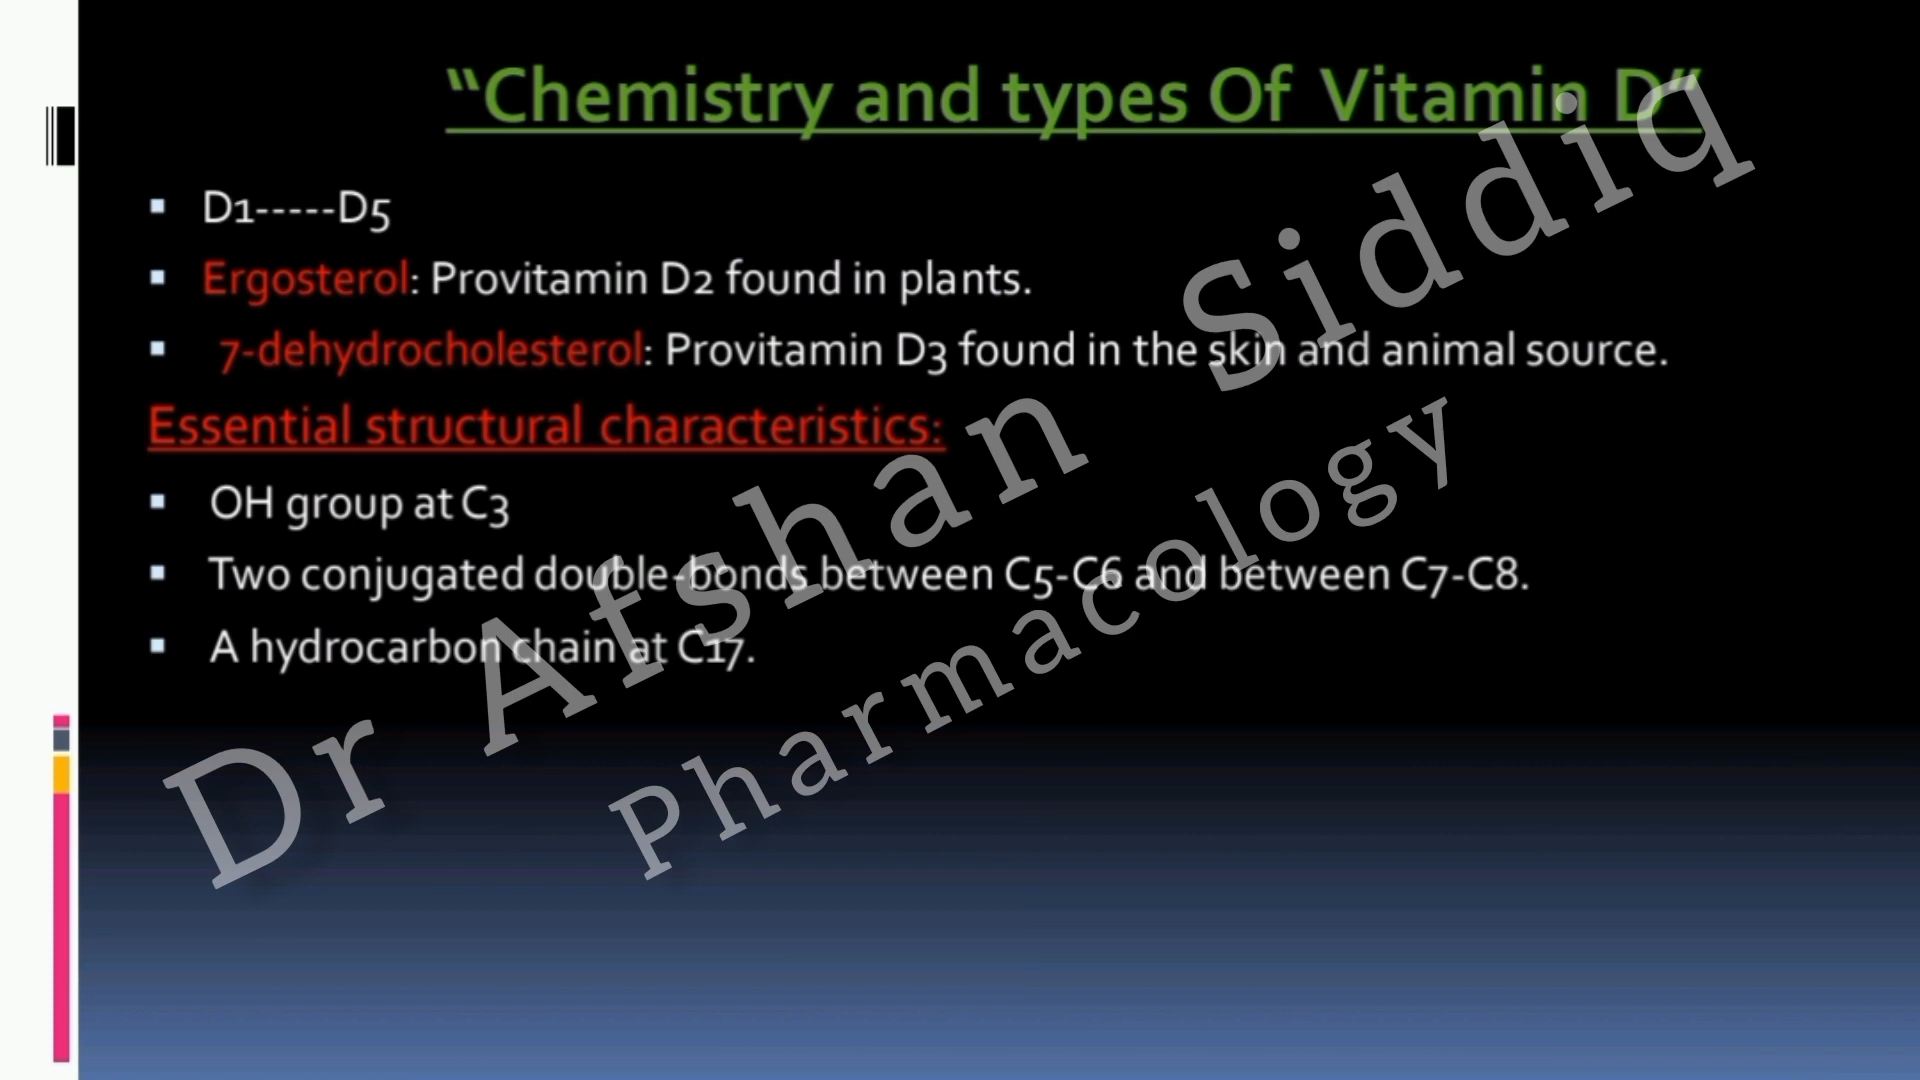 “Chemistry and types Of Vitamin D”
D1-----D5
Ergosterol: Provitamin D2 found in plants.
7-dehydrocholesterol: Provitamin D3 found in the skin and animal source.
Essential structural characteristics:
OH group at C3
Two conjugated double-bonds between C5-C6 and between C7-C8.
A hydrocarbon chain at C17.
Dr Afshan Siddiq
Pharmacology